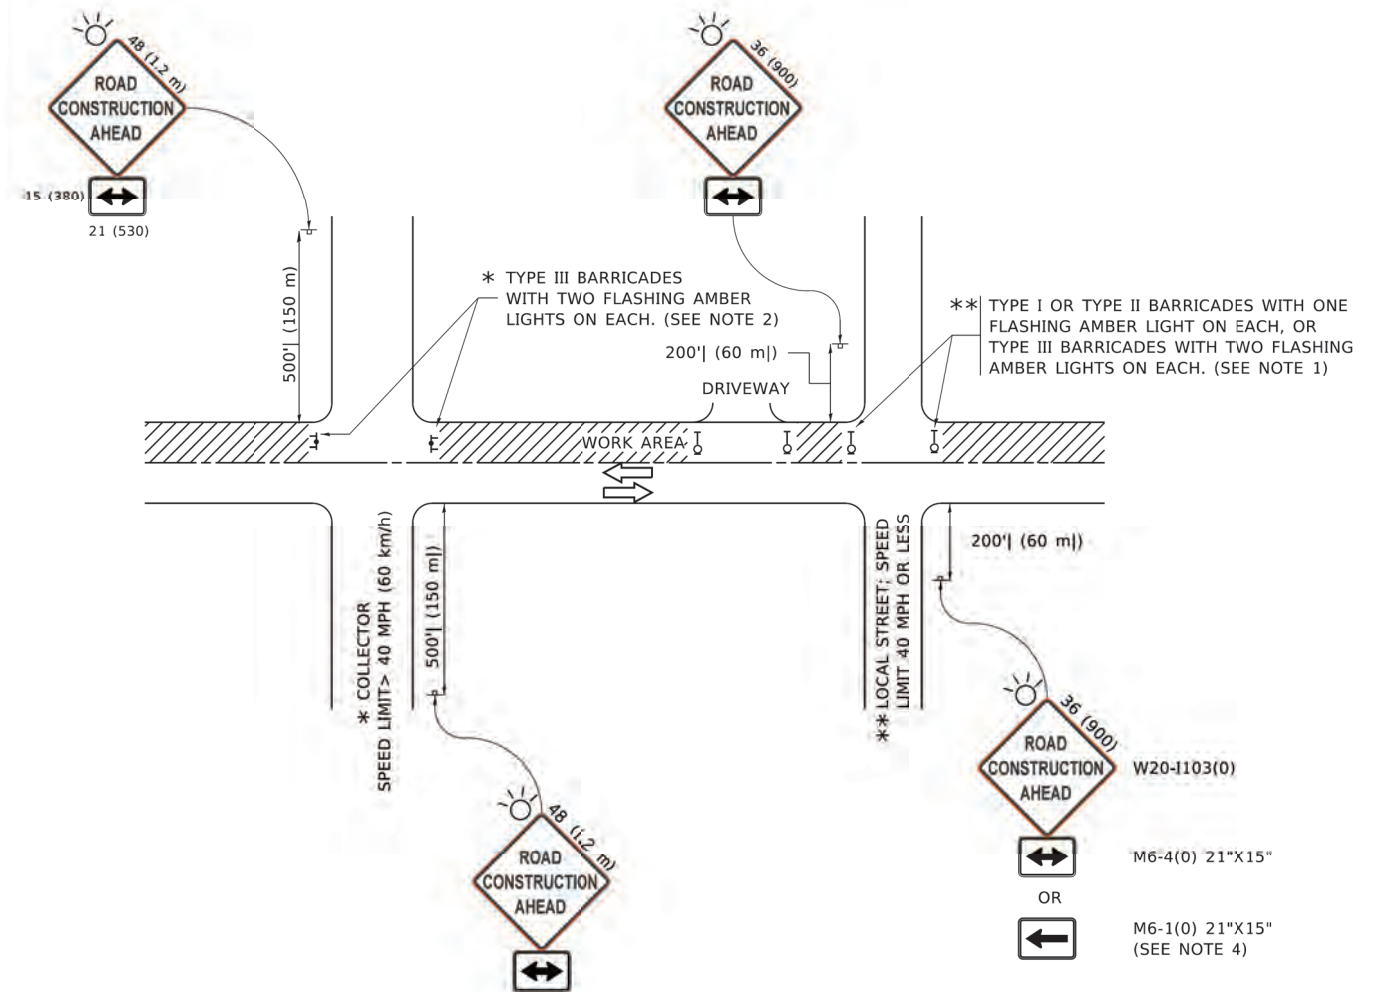 48 (1.2 m)
ROAD
CONSTRUCTION
AHEAD
15 (380)
21 (530)
36 (900)
ROAD
CONSTRUCTION
AHEAD
500'| (150 m)
* TYPE III BARRICADES
WITH TWO FLASHING AMBER
LIGHTS ON EACH. (SEE NOTE 2)
200'| (60 m|)
DRIVEWAY
** TYPE I OR TYPE II BARRICADES WITH ONE
FLASHING AMBER LIGHT ON EACH, OR
TYPE III BARRICADES WITH TWO FLASHING
AMBER LIGHTS ON EACH. (SEE NOTE 1)
WORK AREA
* COLLECTOR
SPEED LIMIT> 40 MPH (60 km/h)
500'| (150 m|)
** LOCAL STREET; SPEED
LIMIT 40 MPH OR LESS
200'| (60 m|)
48 (1.2 m)
ROAD
CONSTRUCTION
AHEAD
36 (900)
ROAD
CONSTRUCTION
AHEAD
W20-I103(0)
M6-4(0) 21"X15"
OR
M6-1(0) 21"X15"
(SEE NOTE 4)